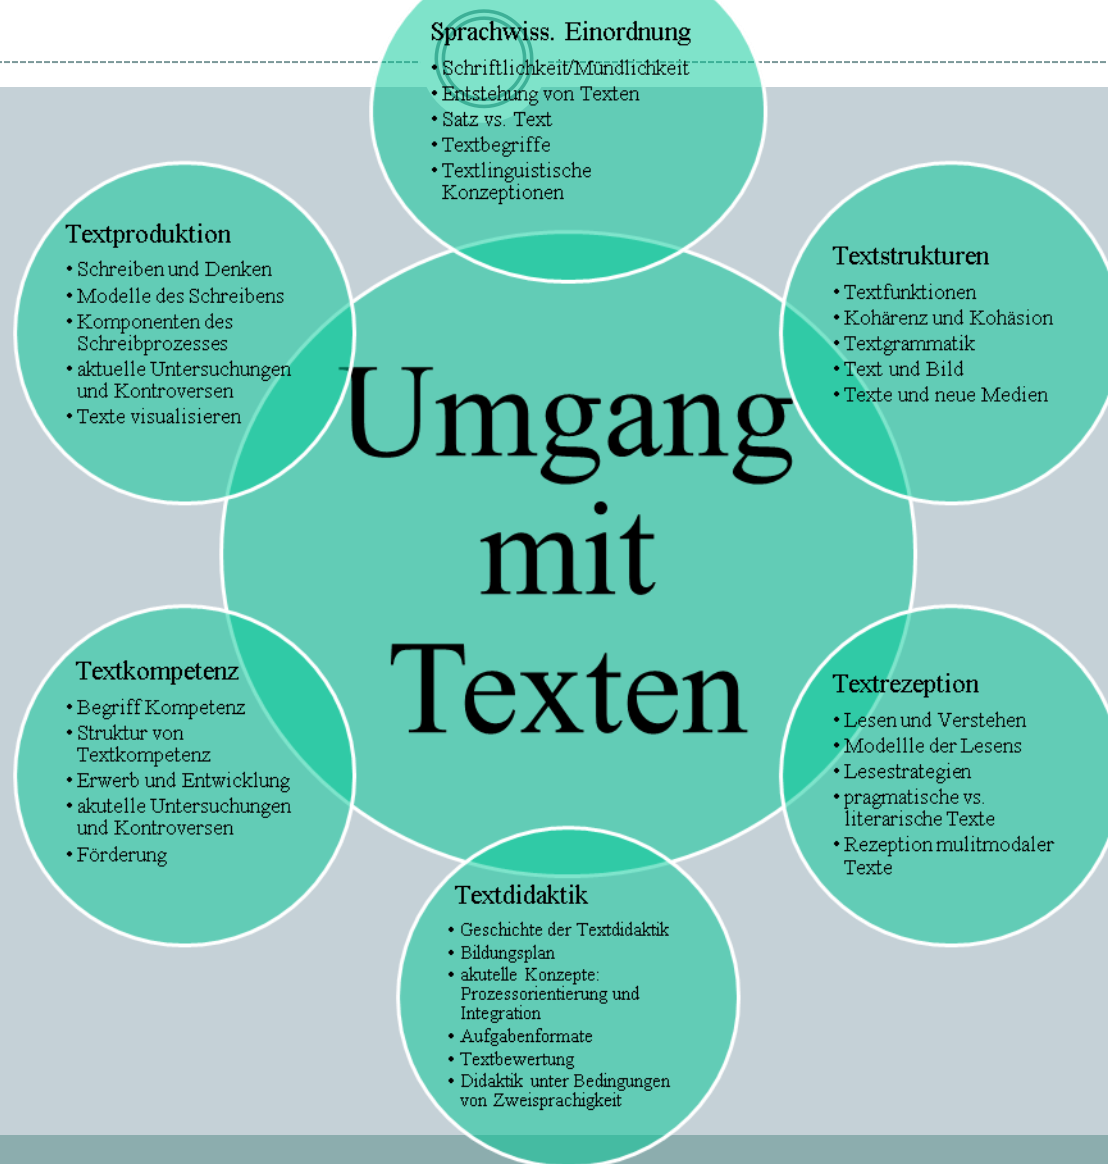 Sprachwiss. Einordnung
• Schriftlichkeit/Mündlichkeit
• Entstehung von Texten
• Satz vs. Text
• Textbegriffe
• Textlinguistische
Konzeptionen
Textstrukturen
• Textfunktionen
• Kohärenz und Kohäsion
• Textgrammatik
• Text und Bild
• Texte und neue Medien
Textrezeption
• Lesen und Verstehen
• Modellle der Lesens
• Lesestrategien
• pragmatische vs.
literarische Texte
• Rezeption mulitmodaler
Texte
Textdidaktik
• Geschichte der Textdidaktik
• Bildungsplan
• akutelle Konzepte:
Prozessorientierung und
Integration
• Aufgabenformate
• Textbewertung
• Didaktik unter Bedingungen
von Zweisprachigkeit
Textkompetenz
• Begriff Kompetenz
• Struktur von
Textkompetenz
• Erwerb und Entwicklung
• akutelle Untersuchungen
und Kontroversen
• Förderung
Textproduktion
• Schreiben und Denken
• Modelle des Schreibens
• Komponenten des
Schreibprozesses
• aktuelle Untersuchungen
und Kontroversen
• Texte visualisieren
Umgang
mit
Texten